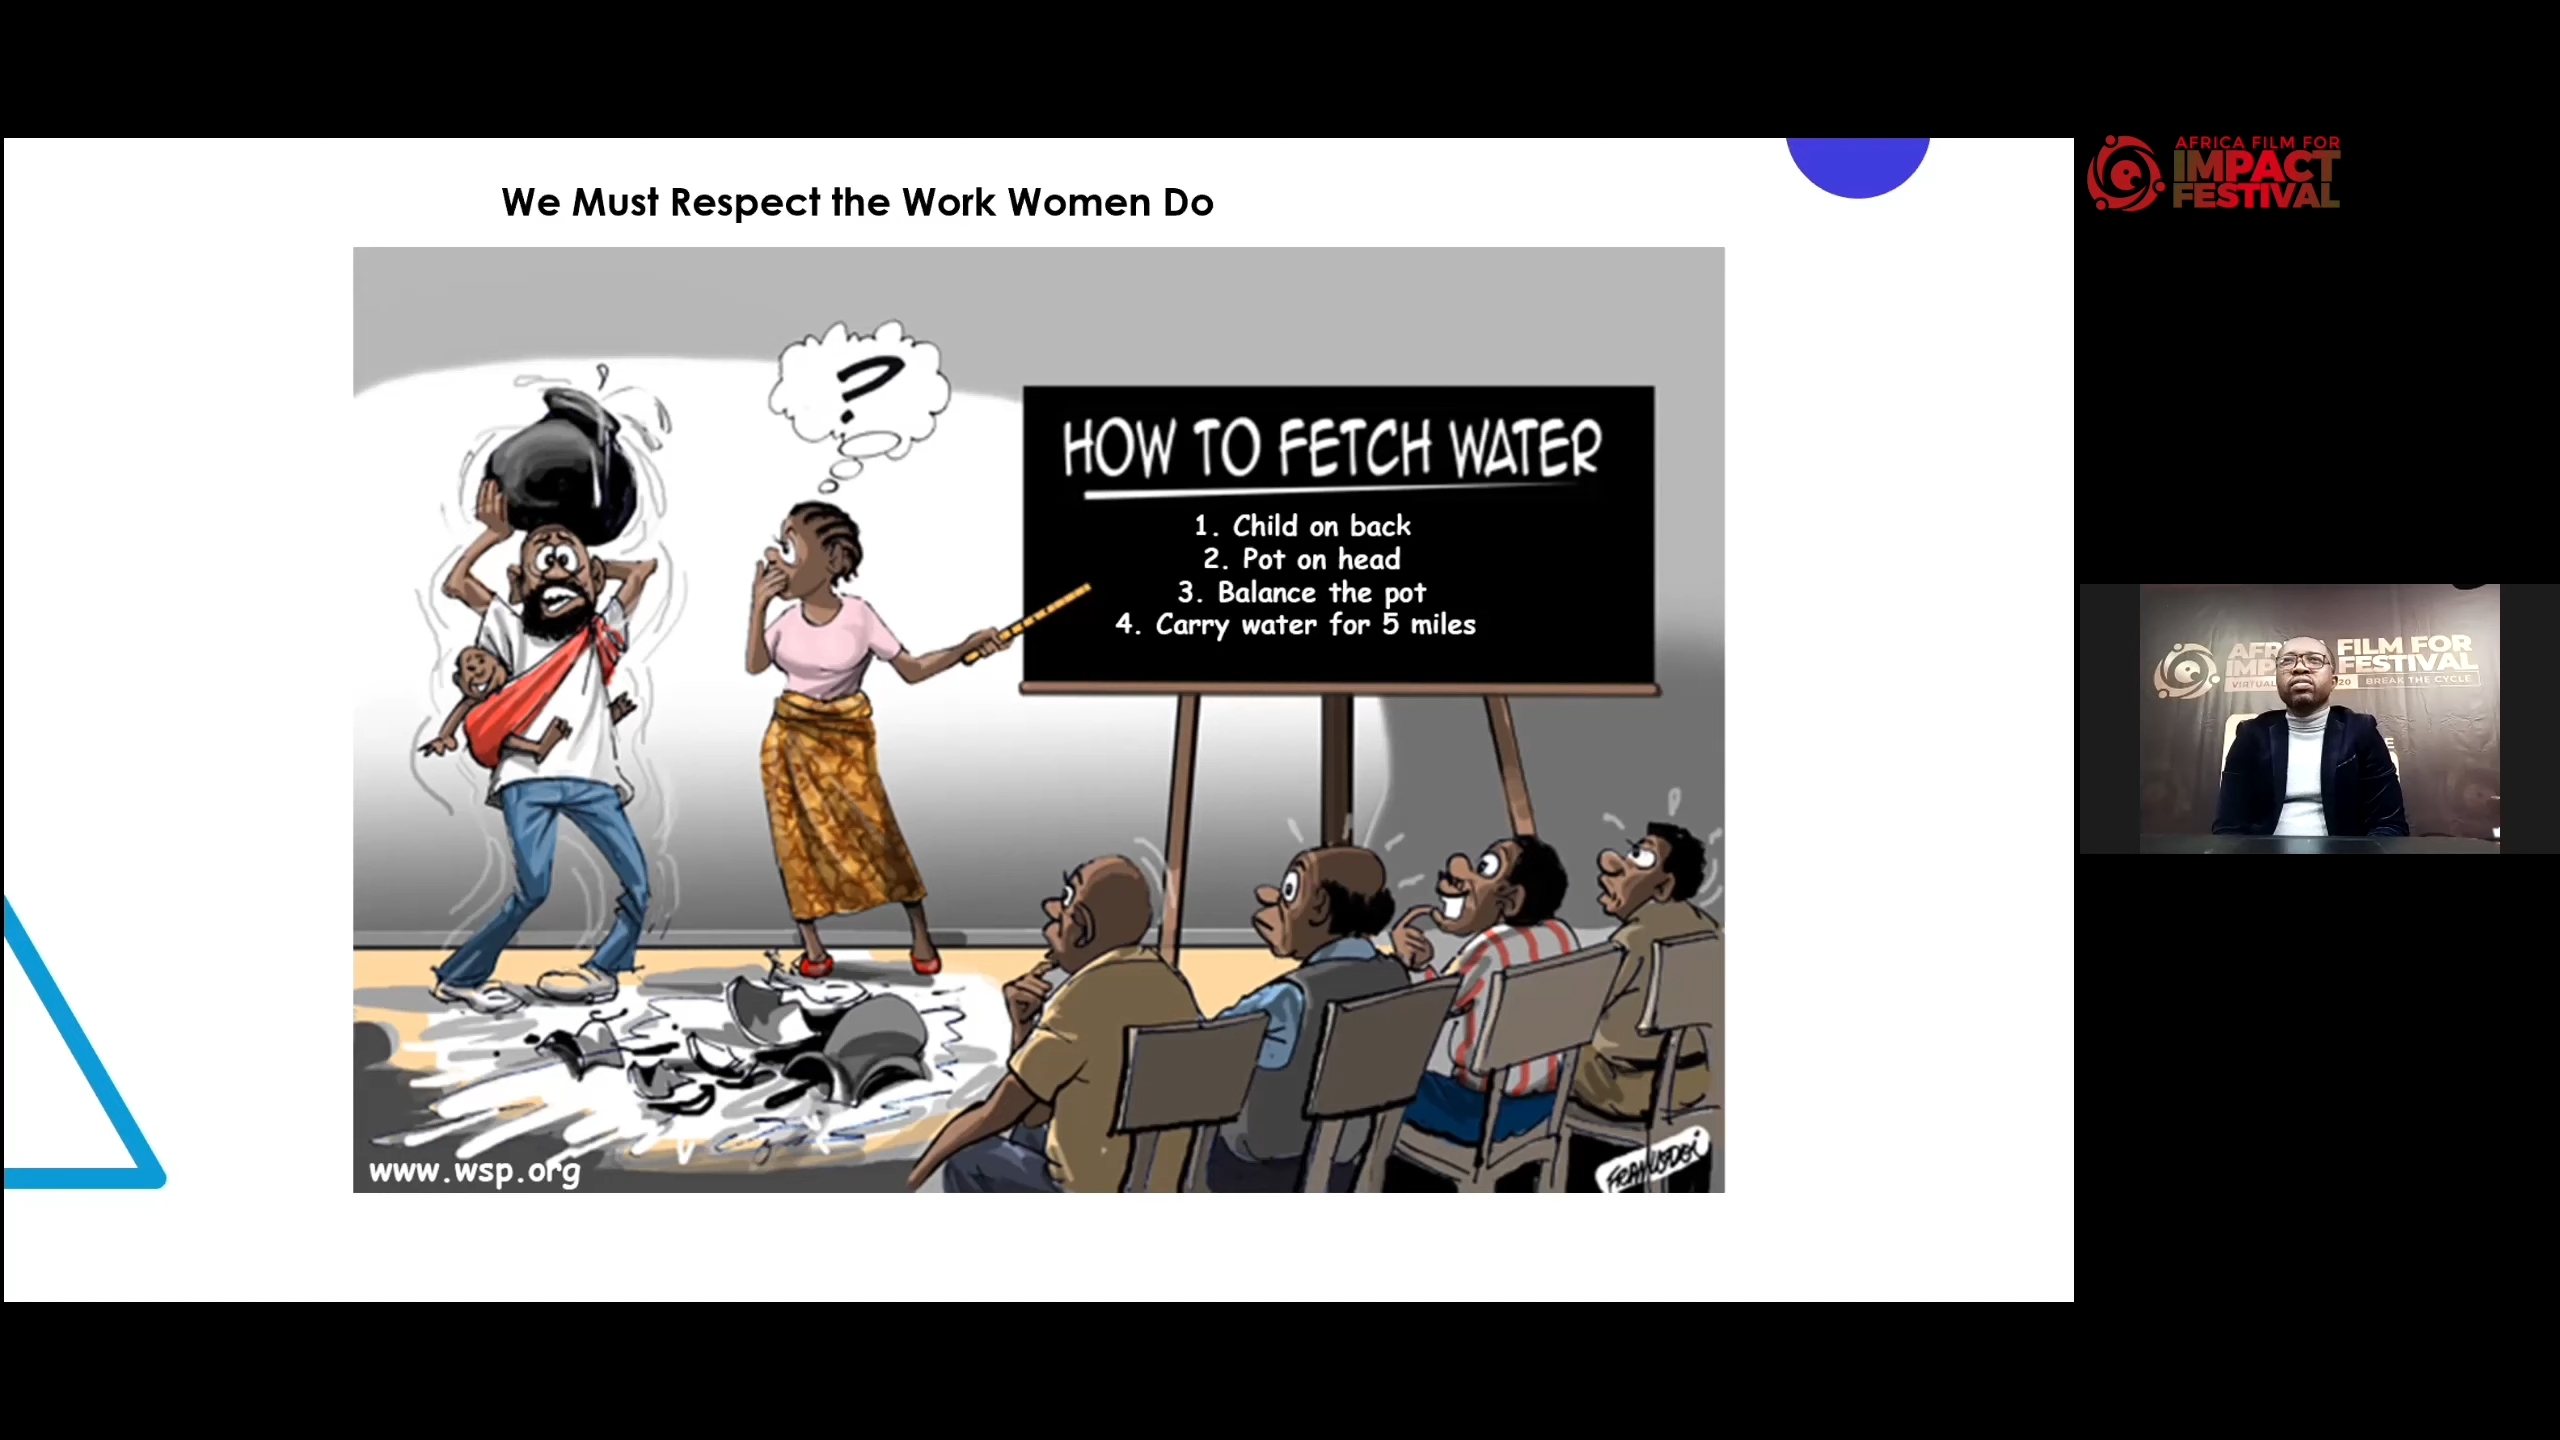 We Must Respect the Work Women Do
?
HOW TO FETCH WATER
1. Child on back
2. Pot on head
3. Balance the pot
4. Carry water for 5 miles
www.wsp.org
AFRICA FILM FOR
IMPACT
FESTIVAL
FILM FOR
FESTIVAL
BREAK THE CYCLE